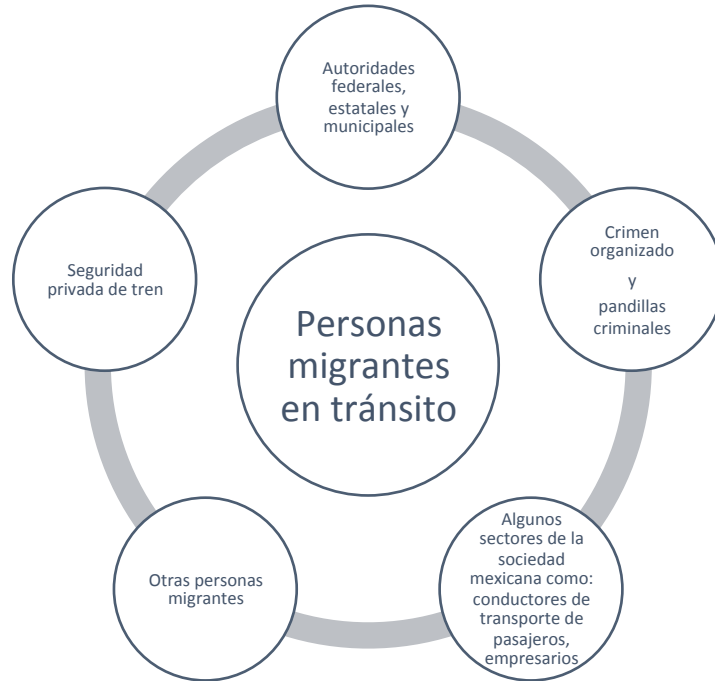 Autoridades
federales,
estatales y
municipales
Crimen
organizado
y
pandillas
criminales
Algunos
sectores de la
sociedad
mexicana como:
conductores de
transporte de
pasajeros,
empresarios
Otras personas
migrantes
Seguridad
privada de tren
Personas
migrantes
en tránsito